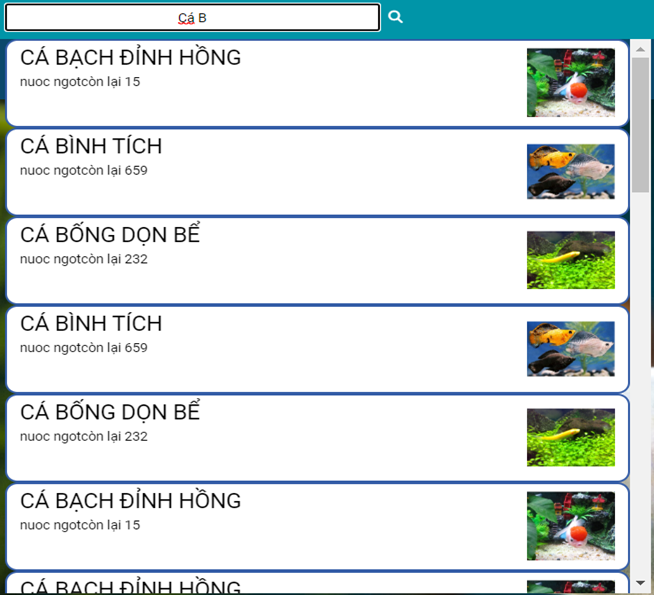 Cá B
CÁ BẠCH ĐỈNH HỒNG
nuoc ngotcòn lại 15
CÁ BÌNH TÍCH
nuoc ngotcòn lại 659
CÁ BỐNG DỌN BỂ
nuoc ngotcòn lại 232
CÁ BÌNH TÍCH
nuoc ngotcòn lại 659
CÁ BỐNG DỌN BỂ
nuoc ngotcòn lại 232
CÁ BẠCH ĐỈNH HỒNG
nuoc ngotcòn lại 15
CÁ BẠCH ĐỈNH HỒNG